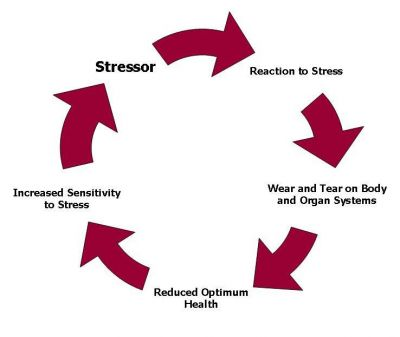 Stressor
Reaction to Stress
Wear and Tear on Body
and Organ Systems
Reduced Optimum
Health
Increased Sensitivity
to Stress